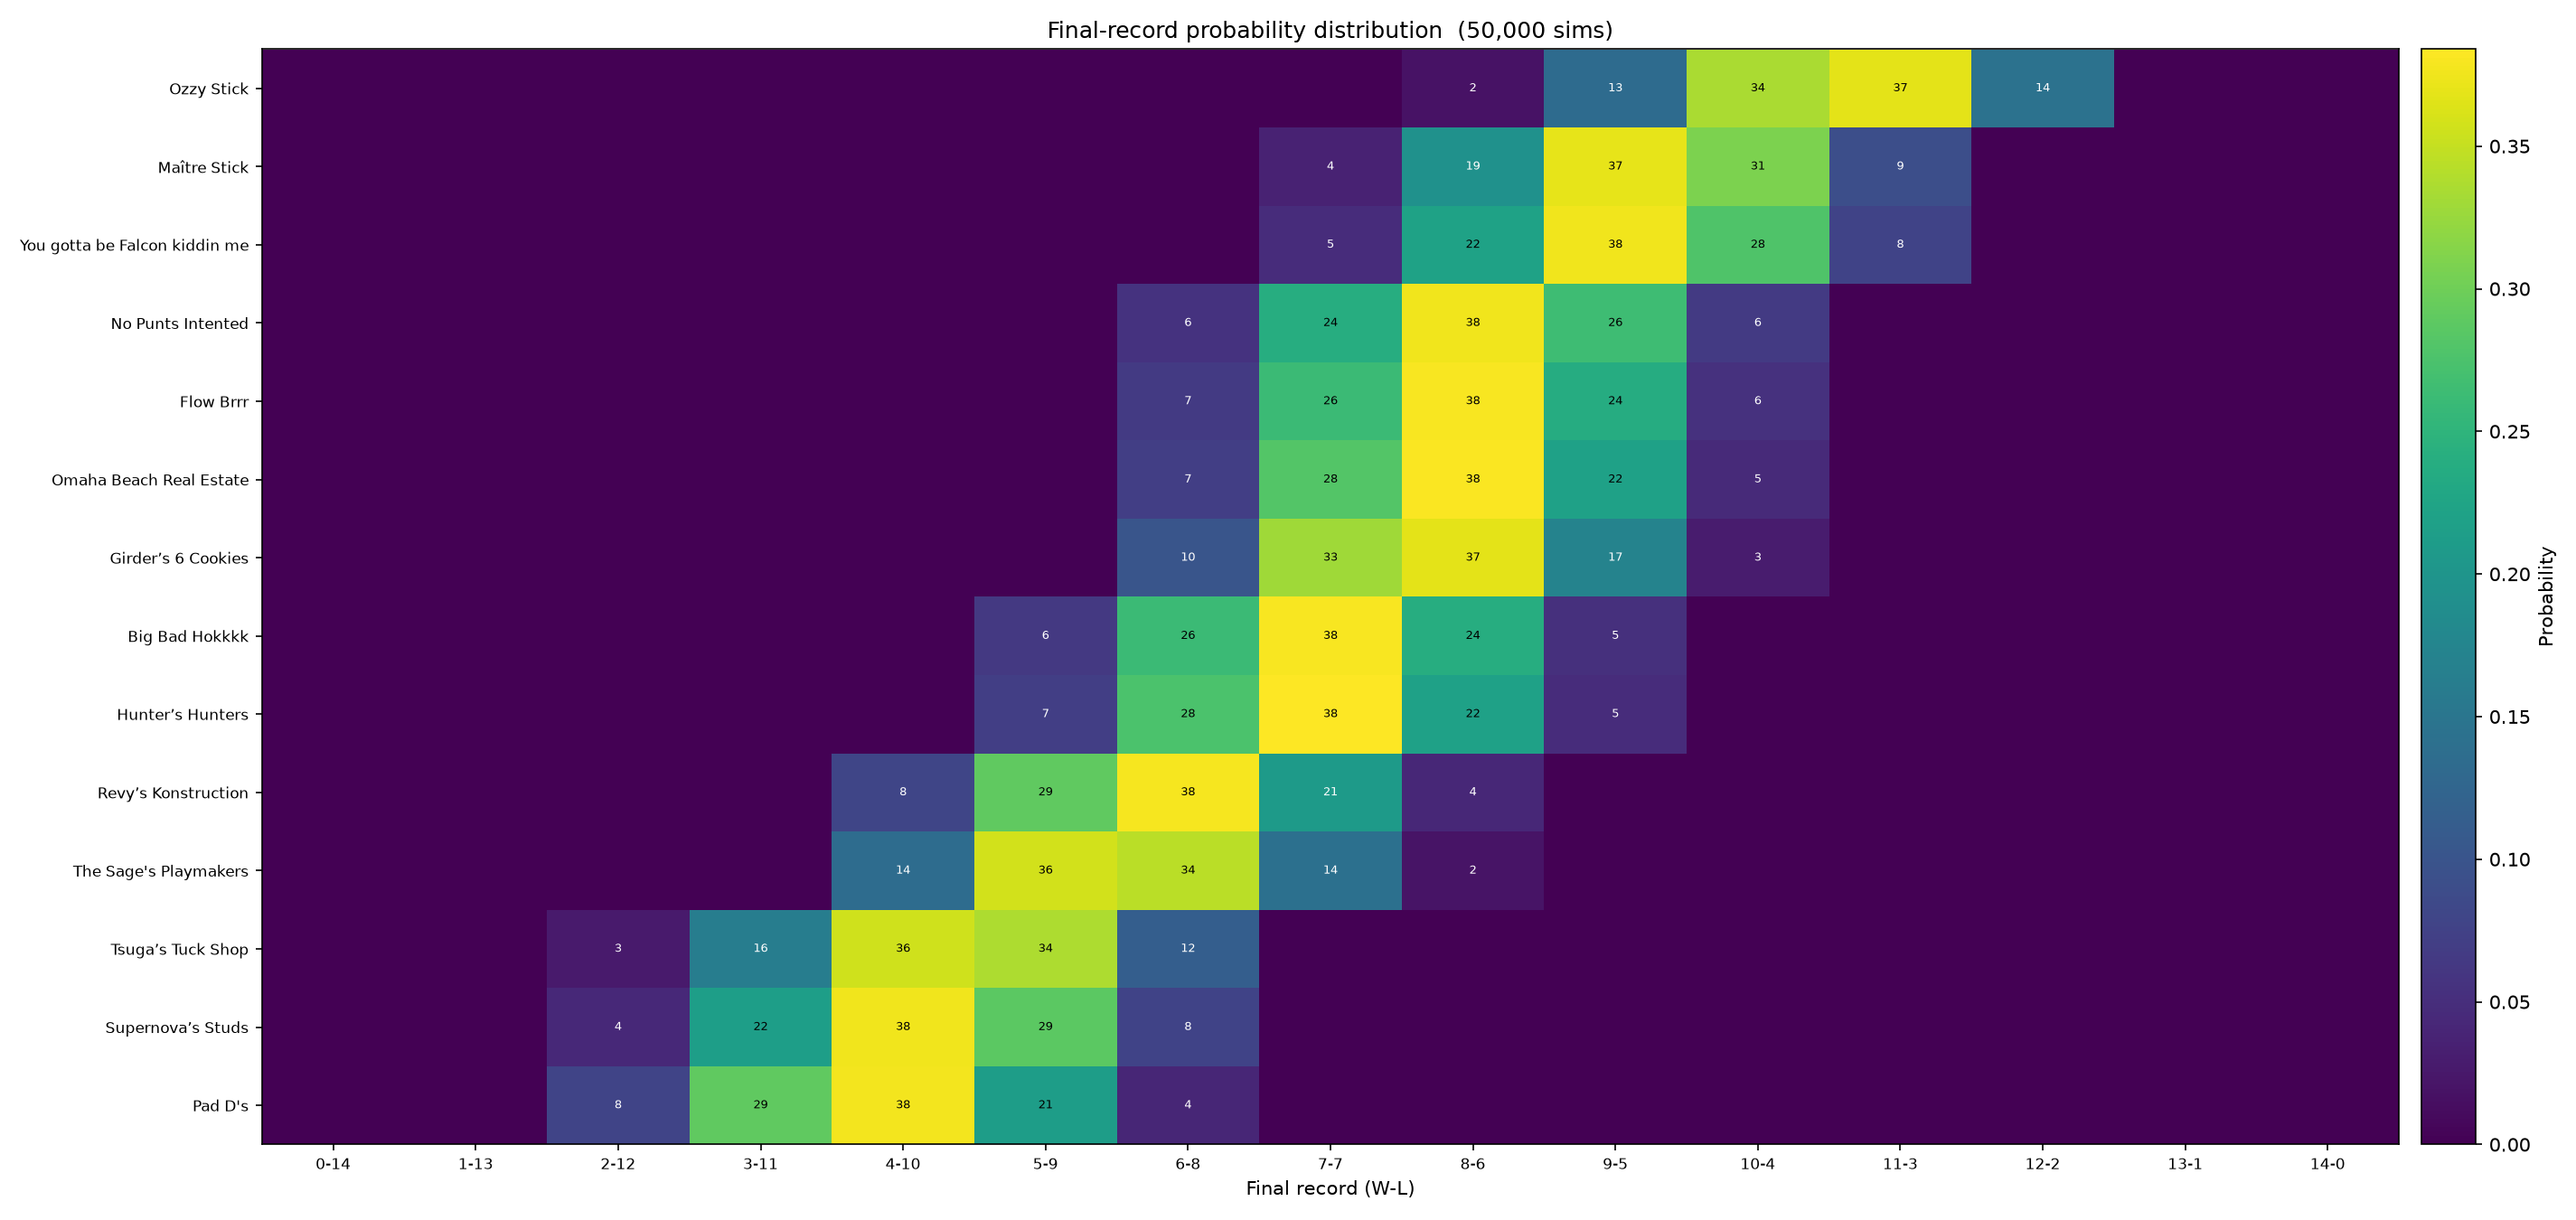 Final-record probability distribution (50,000 sims)
Ozzy Stick 2 13 34 37 14
Maître Stick 4 19 37 31 9
You gotta be Falcon kiddin me 5 22 38 28 8
No Punts Intented 6 24 38 26 6
Flow Brrr 7 26 38 24 6
Omaha Beach Real Estate 7 28 38 22 5
Girder’s 6 Cookies 10 33 37 17 3
Big Bad Hokkkk 6 26 38 24 5
Hunter’s Hunters 7 28 38 22 5
Revy’s Konstruction 8 29 38 21 4
The Sage's Playmakers 14 36 34 14 2
Tsuga’s Tuck Shop 3 16 36 34 12
Supernova’s Studs 4 22 38 29 8
Pad D's 8 29 38 21 4
0-14 1-13 2-12 3-11 4-10 5-9 6-8 7-7 8-6 9-5 10-4 11-3 12-2 13-1 14-0
Final record (W-L)
0.35
0.30
0.25
0.20
0.15
0.10
0.05
0.00
Probability